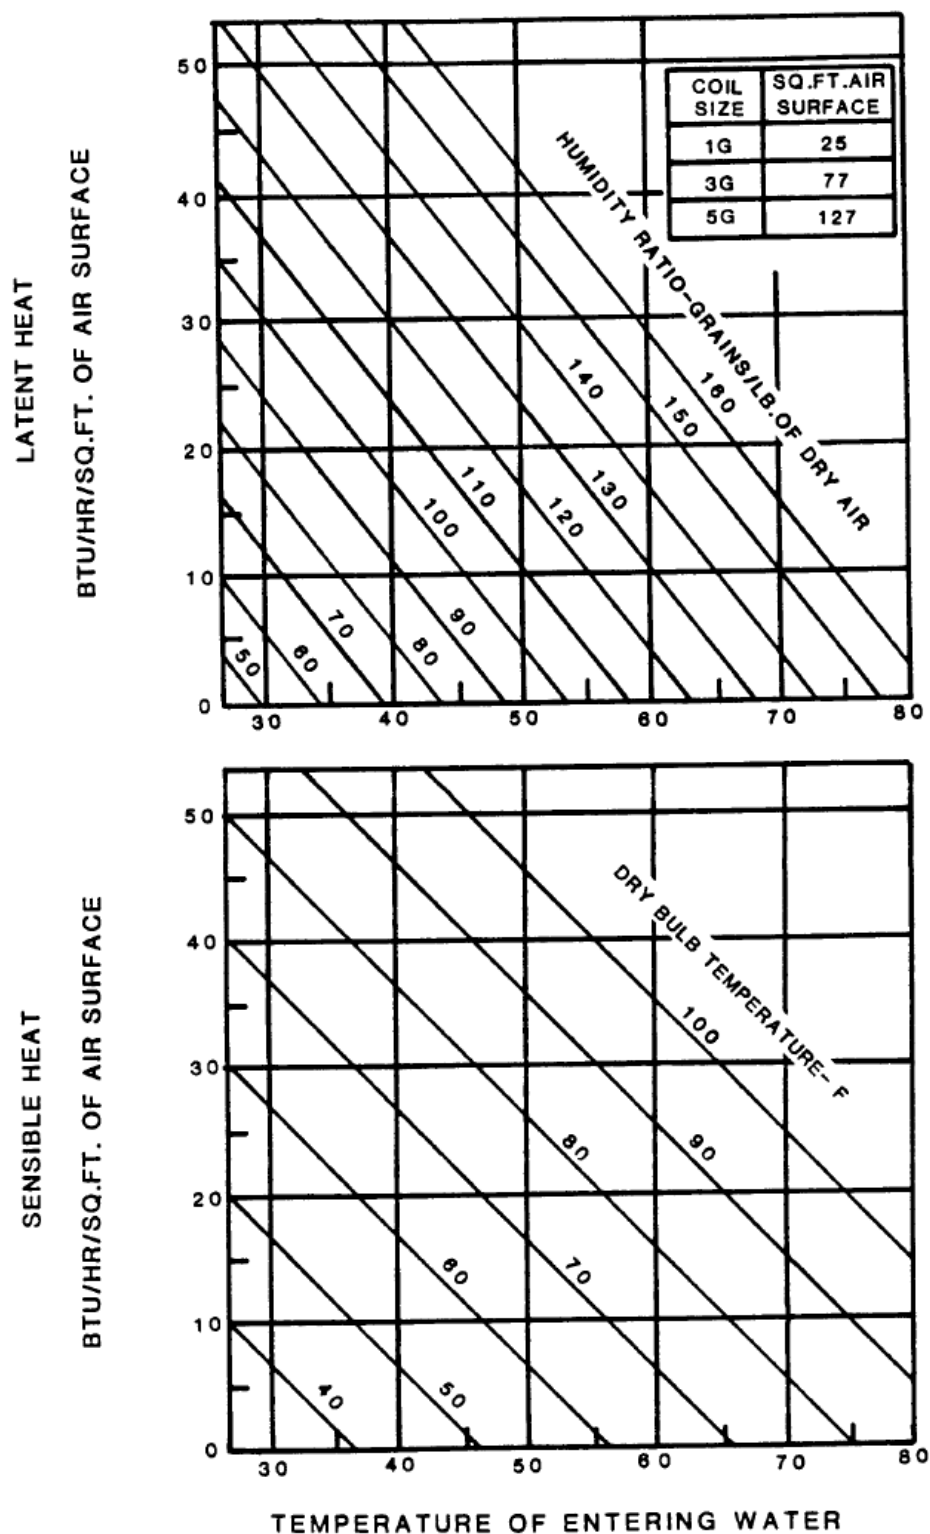 LATENT HEAT
BTU/HR/SQ.FT. OF AIR SURFACE
50
40
30
20
10
0
COIL SIZE
SQ.FT.AIR SURFACE
1G 25
3G 77
5G 127
HUMIDITY RATIO-GRAINS/LB.OF DRY AIR
160
150
140
130
120
110
100
90
80
70
60
50
30 40 50 60 70 80
SENSIBLE HEAT
BTU/HR/SQ.FT. OF AIR SURFACE
50
40
30
20
10
0
DRY BULB TEMPERATURE- F
100
90
80
70
60
50
40
30 40 50 60 70 80
TEMPERATURE OF ENTERING WATER